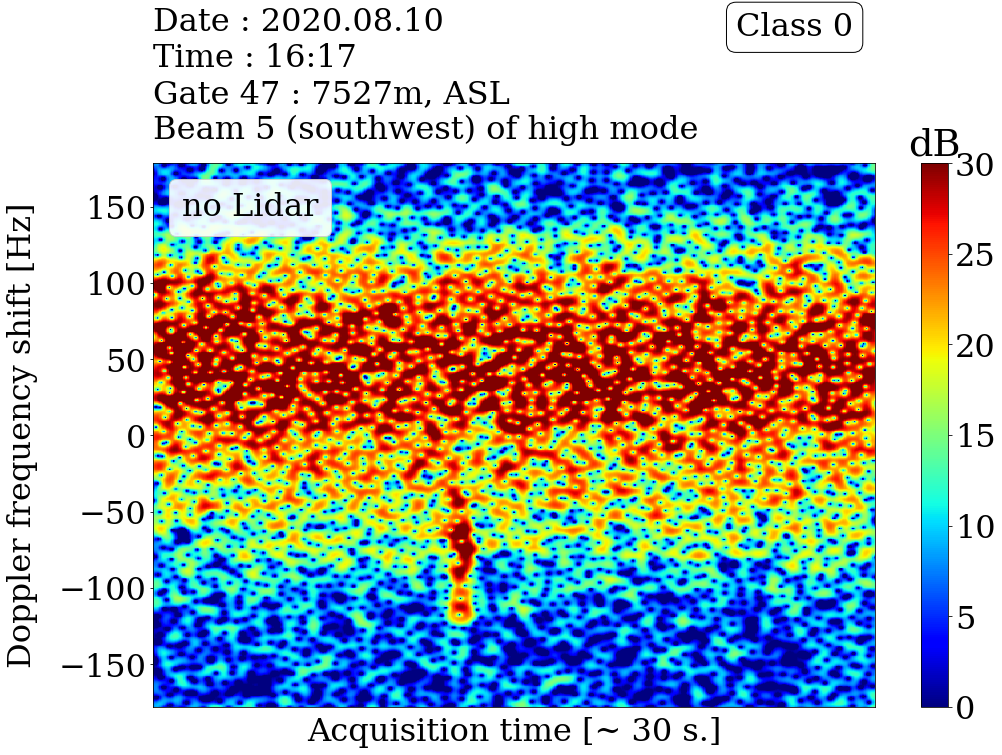 Date : 2020.08.10
Time : 16:17
Gate 47 : 7527m, ASL
Beam 5 (southwest) of high mode
Class 0
dB
no Lidar
Doppler frequency shift [Hz]
150
100
50
0
−50
−100
−150
30
25
20
15
10
5
0
Acquisition time [~ 30 s.]